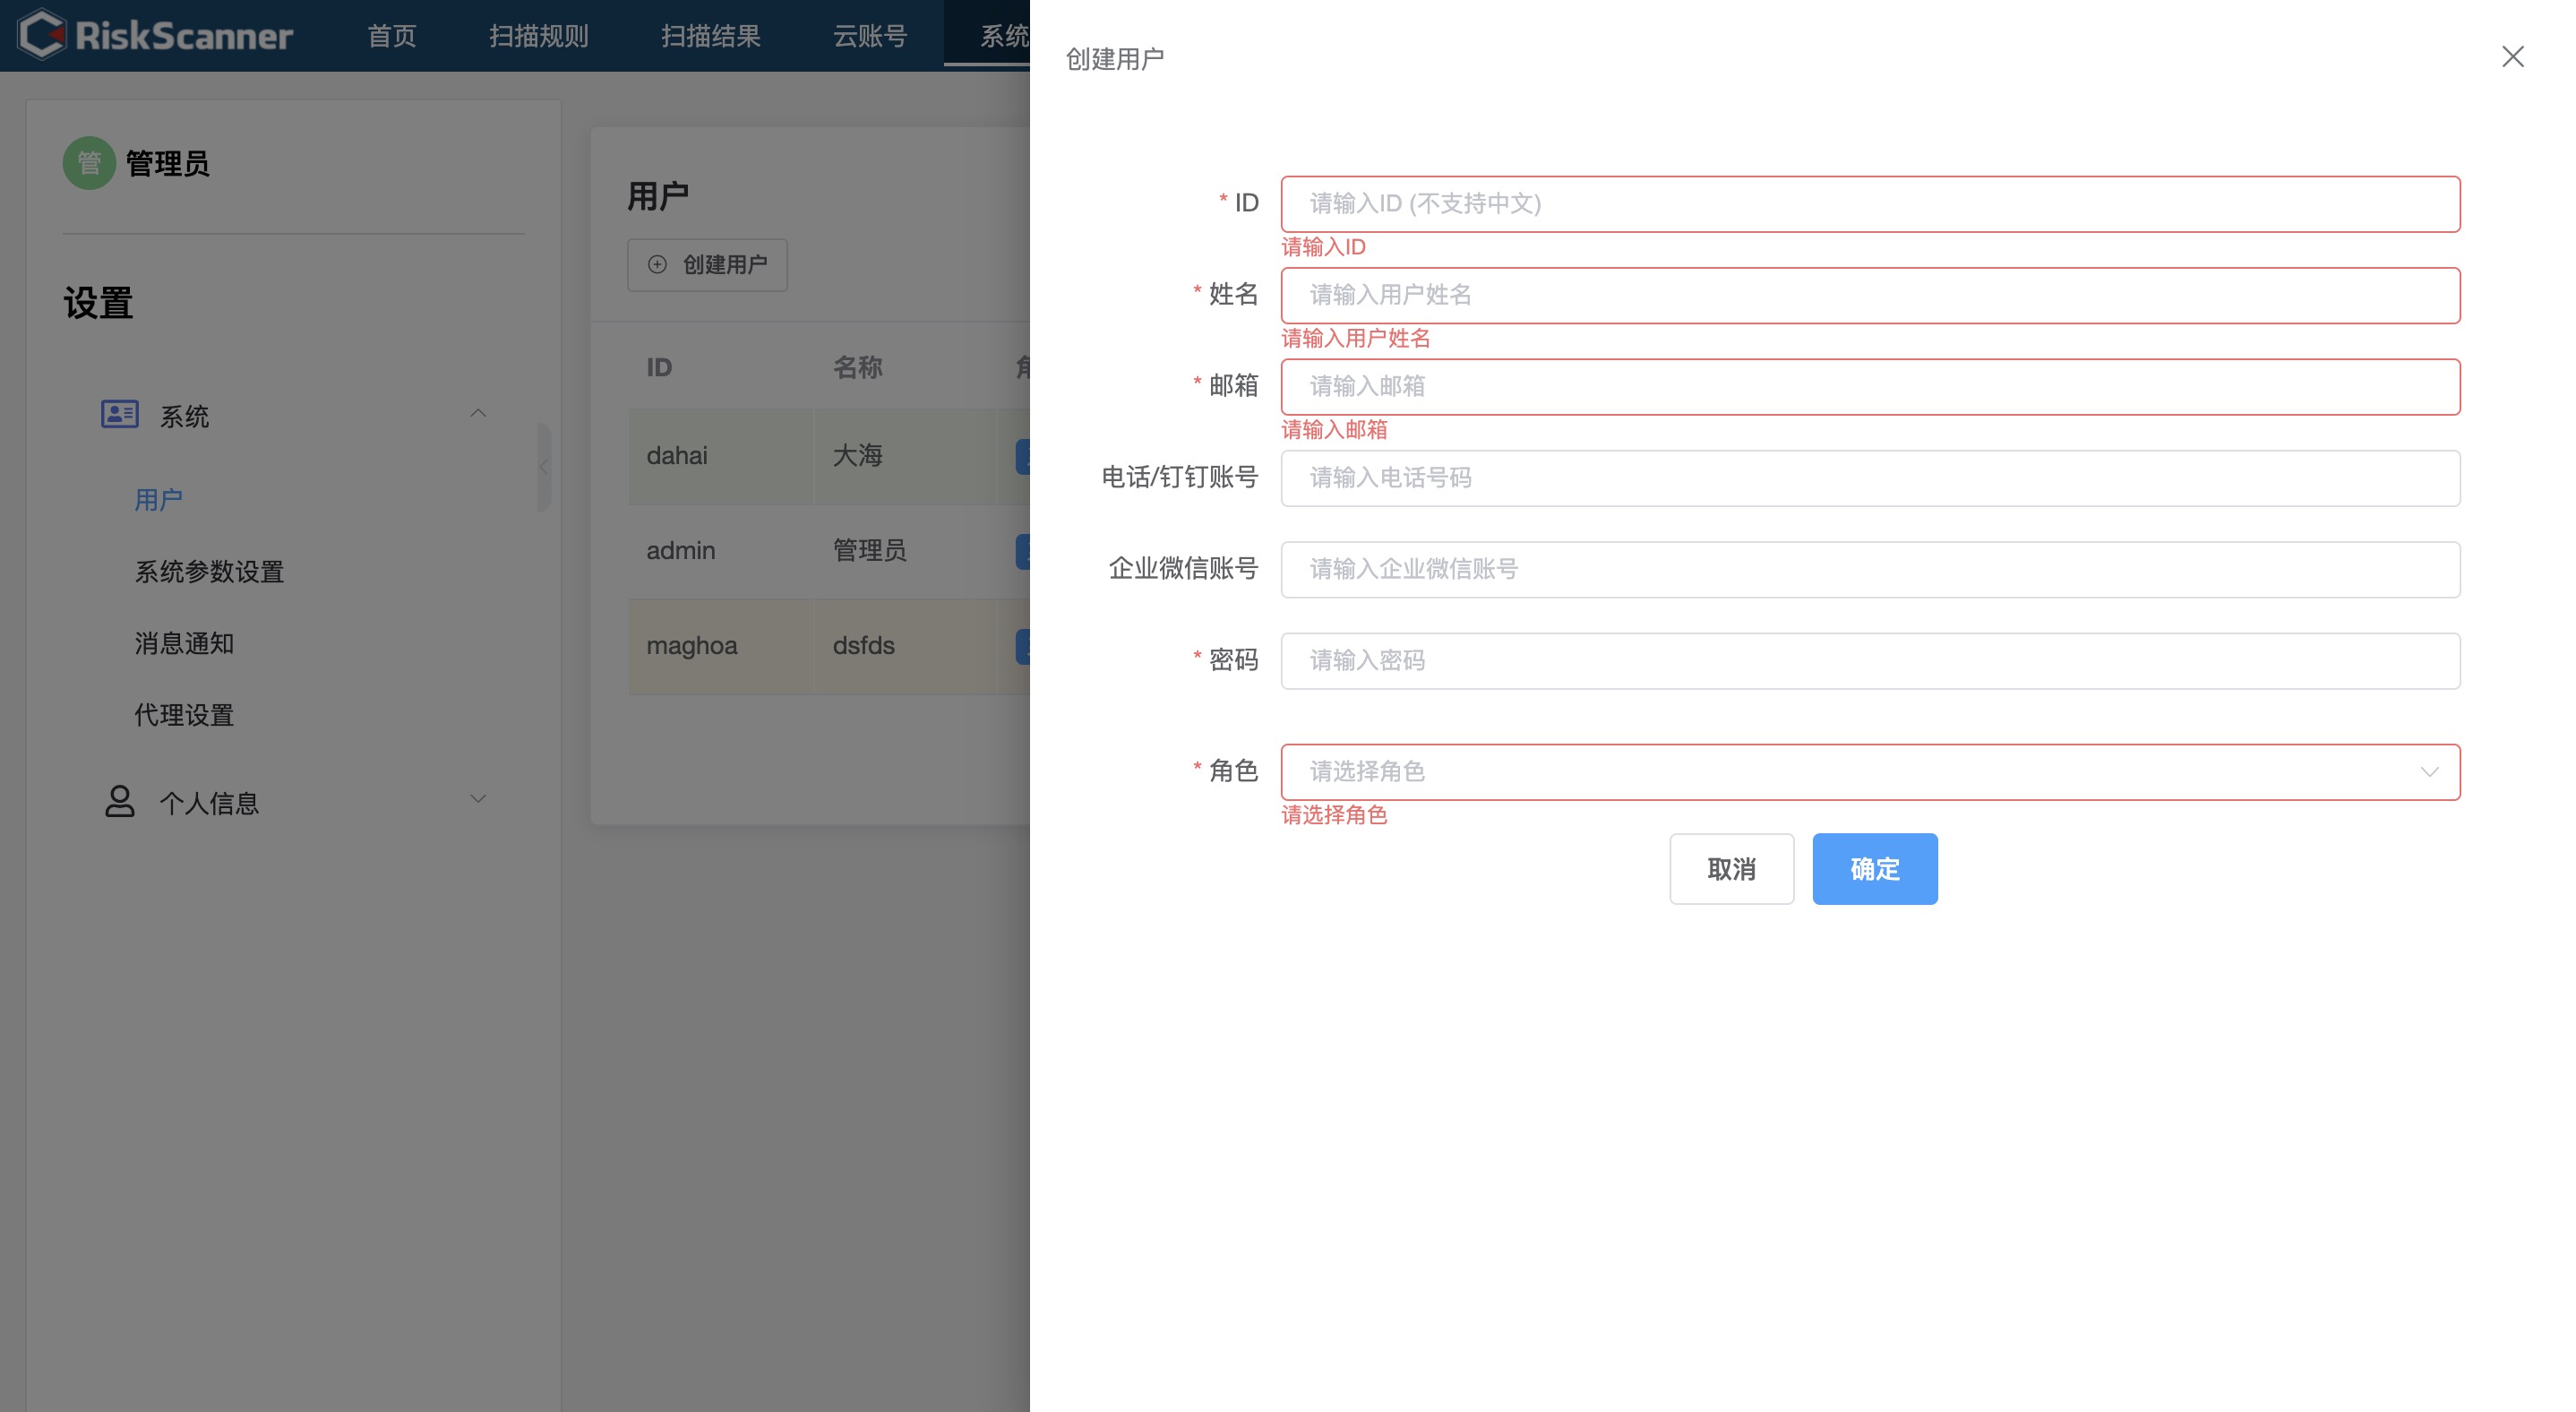 RiskScanner
首页
扫描规则
扫描结果
云账号
系统
管
管理员
设置
系统
用户
系统参数设置
消息通知
代理设置
个人信息
用户
创建用户
ID
名称
dahai
大海
admin
管理员
maghoa
dsfds
创建用户
* ID
请输入ID (不支持中文)
请输入ID
* 姓名
请输入用户姓名
请输入用户姓名
* 邮箱
请输入邮箱
请输入邮箱
电话/钉钉账号
请输入电话号码
企业微信账号
请输入企业微信账号
* 密码
请输入密码
* 角色
请选择角色
请选择角色
取消
确定